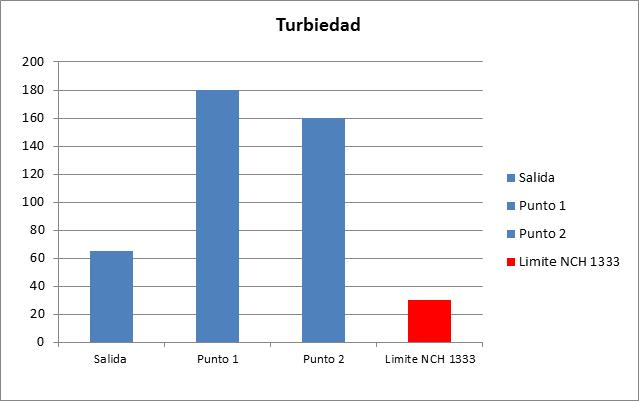 Turbiedad
200
180
160
140
120
100
80
60
40
20
0
Salida
Punto 1
Punto 2
Limite NCH 1333
Salida
Punto 1
Punto 2
Limite NCH 1333